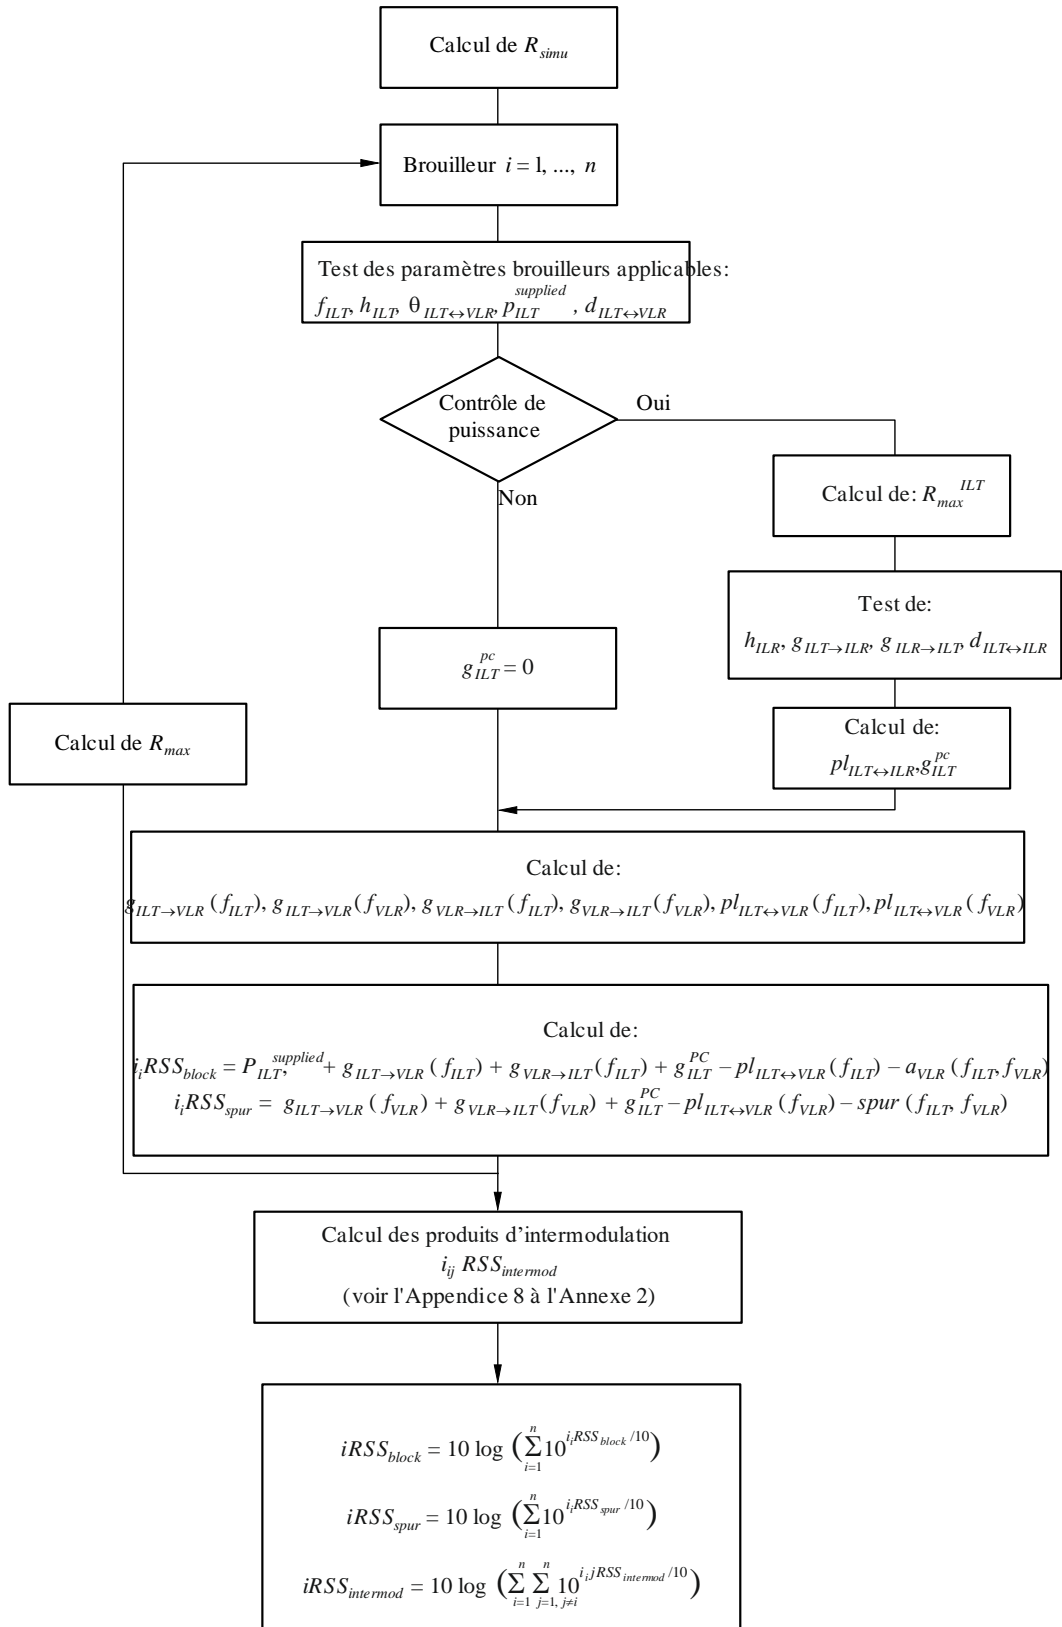 Calcul de R_simu
Brouilleur i = 1, ..., n
Test des paramètres brouilleurs applicables:
f_ILT, h_ILT, θ_ILT↔VLR, p_ILT^supplied, d_ILT↔VLR
Contrôle de
puissance
Oui
Non
Calcul de: R_max^ILT
Test de:
h_ILR, g_ILT→ILR, g_ILR→ILT, d_ILT↔ILR
g_ILT^pc = 0
Calcul de R_max
Calcul de:
pl_ILT↔ILR, g_ILT^pc
Calcul de:
g_ILT→VLR (f_ILT), g_ILT→VLR (f_VLR), g_VLR→ILT (f_ILT), g_VLR→ILT (f_VLR), pl_ILT↔VLR (f_ILT), pl_ILT↔VLR (f_VLR)
Calcul de:
i_iRSS_block = P_ILT,^supplied + g_ILT→VLR (f_ILT) + g_VLR→ILT (f_ILT) + g_ILT^PC – pl_ILT↔VLR (f_ILT) – a_VLR (f_ILT, f_VLR)
i_iRSS_spur = g_ILT→VLR (f_VLR) + g_VLR→ILT (f_VLR) + g_ILT^PC – pl_ILT↔VLR (f_VLR) – spur (f_ILT, f_VLR)
Calcul des produits d'intermodulation
i_ij RSS_intermod
(voir l'Appendice 8 à l'Annexe 2)
iRSS_block = 10 log (Σ_i=1^n 10^i_iRSS_block /10)
iRSS_spur = 10 log (Σ_i=1^n 10^i_iRSS_spur /10)
iRSS_intermod = 10 log (Σ_i=1^n Σ_j=1, j≠i^n 10^i_i jRSS_intermod /10)